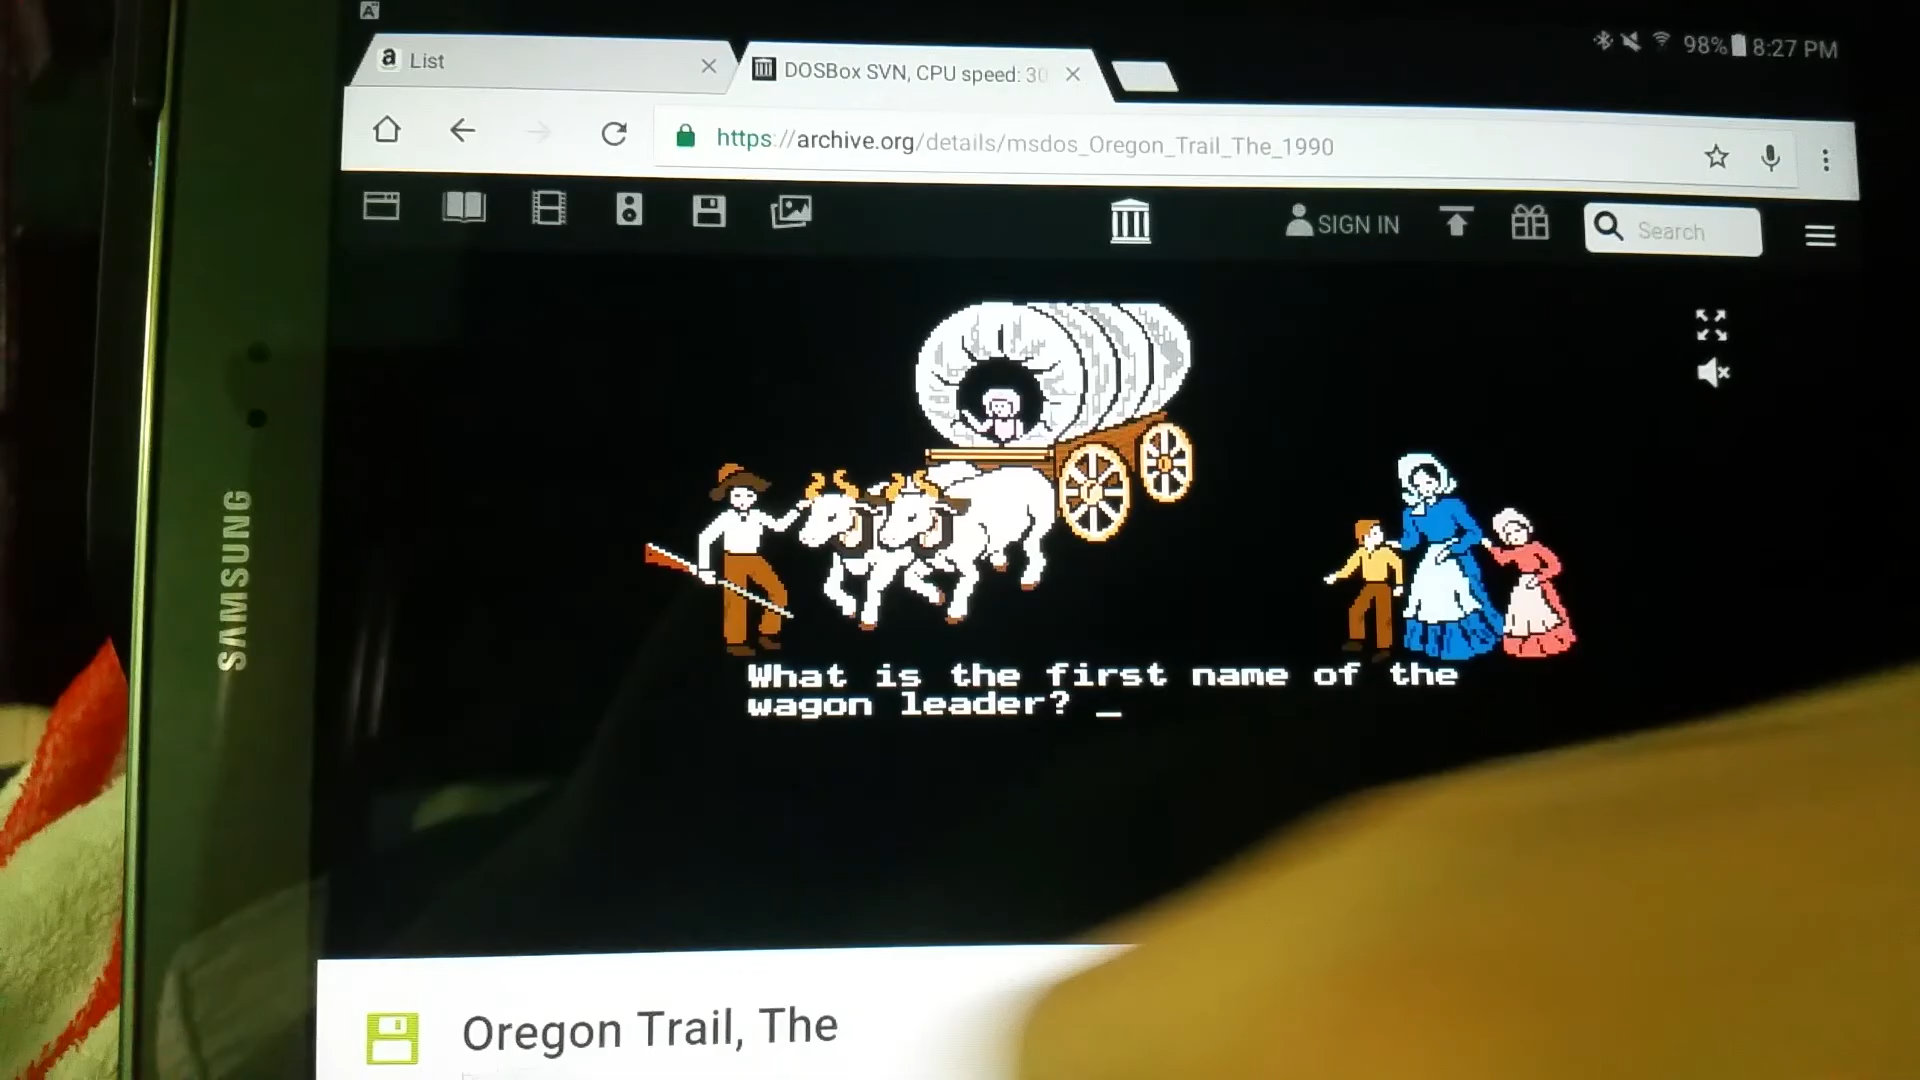 98% 8:27 PM
a List
DOSBox SVN, CPU speed: 30
https://archive.org/details/msdos_Oregon_Trail_The_1990
SIGN IN
Search
SAMSUNG
What is the first name of the
wagon leader? _
Oregon Trail, The